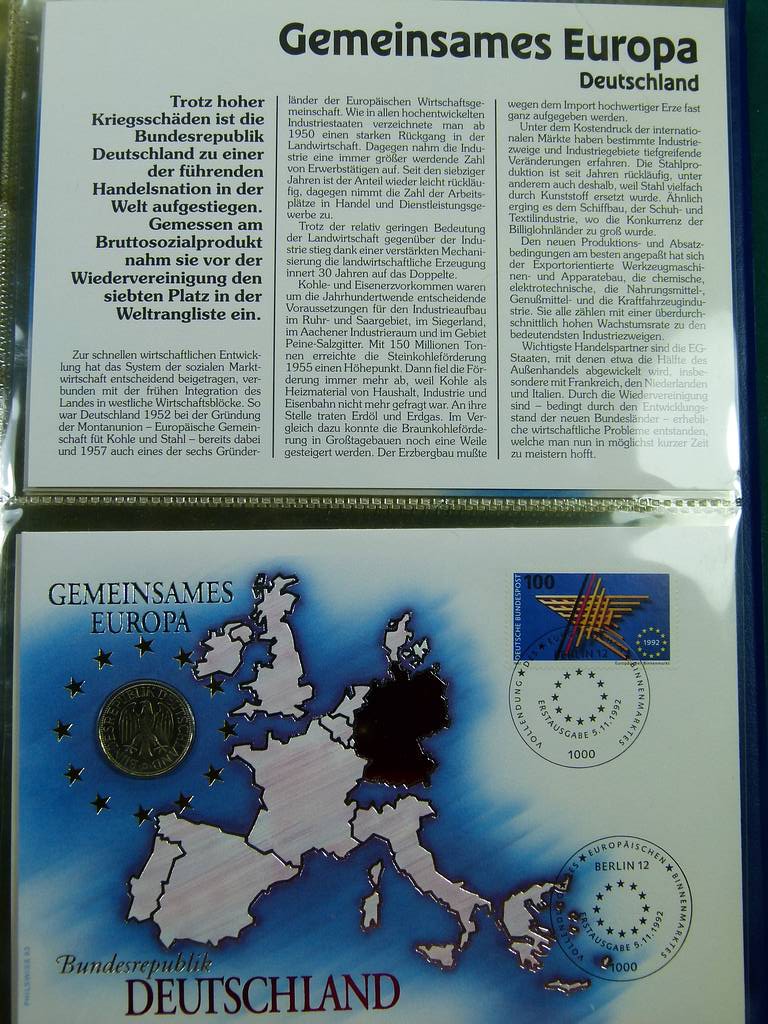 Gemeinsames Europa
Deutschland
Trotz hoher
Kriegsschäden ist die
Bundesrepublik
Deutschland zu einer
der führenden
Handelsnation in der
Welt aufgestiegen.
Gemessen am
Bruttosozialprodukt
nahm sie vor der
Wiedervereinigung den
siebten Platz in der
Weltrangliste ein.
Zur schnellen wirtschaftlichen Entwick-
lung hat das System der sozialen Markt-
wirtschaft entscheidend beigetragen, ver-
bunden mit der frühen Integration des
Landes in westliche Wirtschaftsblöcke. So
war Deutschland 1952 bei der Gründung
der Montanunion – Europäische Gemein-
schaft füt Kohle und Stahl – bereits dabei
und 1957 auch eines der sechs Gründer-
länder der Europäischen Wirtschaftsge-
meinschaft. Wie in allen hochentwickelten
Industriestaaten verzeichnete man ab
1950 einen starken Rückgang in der
Landwirtschaft. Dagegen nahm die Indu-
strie eine immer größer werdende Zahl
von Erwerbstätigen auf. Seit den siebziger
Jahren ist der Anteil wieder leicht rückläu-
fig, dagegen nimmt die Zahl der Arbeits-
plätze in Handel und Dienstleistungsge-
werbe zu.
Trotz der relativ geringen Bedeutung
der Landwirtschaft gegenüber der Indu-
strie stieg dank einer verstärkten Mechani-
sierung die landwirtschaftliche Erzeugung
innert 30 Jahren auf das Doppelte.
Kohle- und Eisenerzvorkommen waren
um die Jahrhundertwende entscheidende
Voraussetzungen für den Industrieaufbau
im Ruhr- und Saargebiet, im Siegerland,
im Aachener Industrieraum und im Gebiet
Peine-Salzgitter. Mit 150 Millionen Ton-
nen erreichte die Steinkohleförderung
1955 einen Höhepunkt. Dann fiel die För-
derung immer mehr ab, weil Kohle als
Heizmaterial von Haushalt, Industrie und
Eisenbahn nicht mehr gefragt war. An ihre
Stelle traten Erdöl und Erdgas. Im Ver-
gleich dazu konnte die Braunkohleförde-
rung in Großtagebauen noch eine Weile
gesteigert werden. Der Erzbergbau mußte
wegen dem Import hochwertiger Erze fast
ganz aufgegeben werden.
Unter dem Kostendruck der internatio-
nalen Märkte haben bestimmte Industrie-
zweige und Industriegebiete tiefgreifende
Veränderungen erfahren. Die Stahlpro-
duktion ist seit Jahren rückläufig, unter
anderem auch deshalb, weil Stahl vielfach
durch Kunststoff ersetzt wurde. Ähnlich
erging es dem Schiffbau, der Schuh- und
Textilindustrie, wo die Konkurrenz der
Billiglohnländer zu groß wurde.
Den neuen Produktions- und Absatz-
bedingungen am besten angepaßt hat sich
der Exportorientierte Werkzeugmaschi-
nen- und Apparatebau, die chemische,
elektrotechnische, die Nahrungsmittel-,
Genußmittel- und die Kraftfahrzeugindu-
strie. Sie alle zählen mit einer überdurch-
schnittlich hohen Wachstumsrate zu den
bedeutendsten Industriezweigen.
Wichtigste Handelspartner sind die EG-
Staaten, mit denen etwa die Hälfte des
Außenhandels abgewickelt wird, insbe-
sondere mit Frankreich, den Niederlanden
und Italien. Durch die Wiedervereinigung
sind – bedingt durch den Entwicklungs-
stand der neuen Bundesländer – erhebli-
che wirtschaftliche Probleme entstanden,
welche man nun in möglichst kurzer Zeit
zu meistern hofft.
GEMEINSAMES
EUROPA
BUNDESREPUBLIK DEUTSCHLAND
DEUTSCHE BUNDESPOST
100
1992
Europäischer Binnenmarkt
BERLIN 12
VOLLENDUNG DES EUROPÄISCHEN BINNENMARKTES
ERSTAUSGABE 5.11.1992
1000
VOLLENDUNG DES EUROPÄISCHEN BINNENMARKTES
BERLIN 12
ERSTAUSGABE 5.11.1992
1000
Bundesrepublik
DEUTSCHLAND
PHILSWISS 93